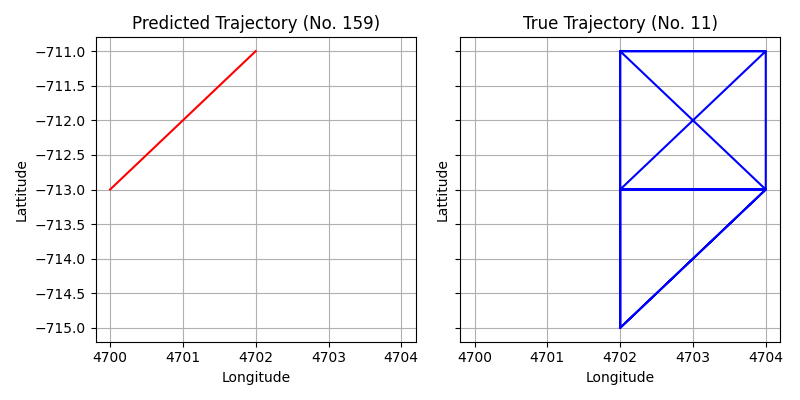 Predicted Trajectory (No. 159)
True Trajectory (No. 11)
−711.0
−711.5
−712.0
−712.5
−713.0
−713.5
−714.0
−714.5
−715.0
Lattitude
Lattitude
4700 4701 4702 4703 4704
4700 4701 4702 4703 4704
Longitude
Longitude